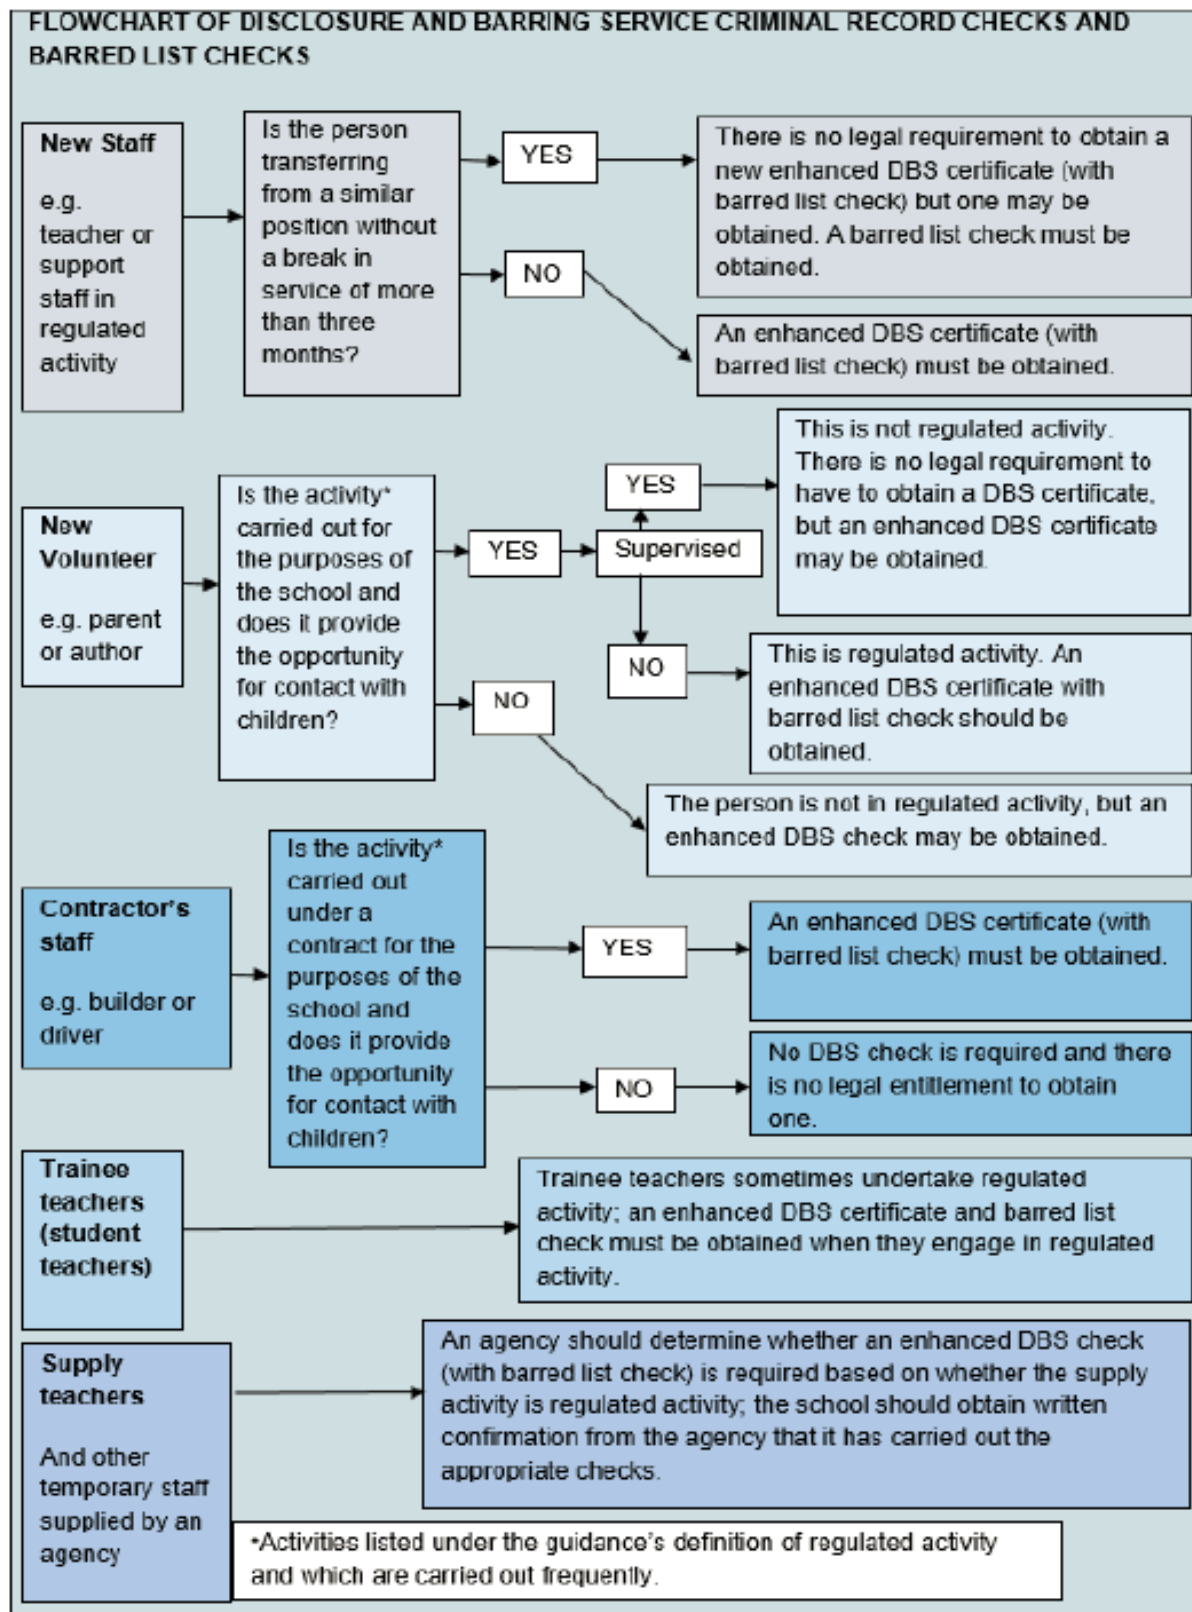 FLOWCHART OF DISCLOSURE AND BARRING SERVICE CRIMINAL RECORD CHECKS AND
BARRED LIST CHECKS
New Staff
e.g.
teacher or
support
staff in
regulated
activity
Is the person
transferring
from a similar
position without
a break in
service of more
than three
months?
YES
There is no legal requirement to obtain a
new enhanced DBS certificate (with
barred list check) but one may be
obtained. A barred list check must be
obtained.
NO
An enhanced DBS certificate (with
barred list check) must be obtained.
New
Volunteer
e.g. parent
or author
Is the activity*
carried out for
the purposes of
the school and
does it provide
the opportunity
for contact with
children?
YES
Supervised
YES
This is not regulated activity.
There is no legal requirement to
have to obtain a DBS certificate,
but an enhanced DBS certificate
may be obtained.
NO
This is regulated activity. An
enhanced DBS certificate with
barred list check should be
obtained.
NO
The person is not in regulated activity, but an
enhanced DBS check may be obtained.
Contractor's
staff
e.g. builder or
driver
Is the activity*
carried out
under a
contract for the
purposes of the
school and
does it provide
the opportunity
for contact with
children?
YES
An enhanced DBS certificate (with
barred list check) must be obtained.
NO
No DBS check is required and there
is no legal entitlement to obtain
one.
Trainee
teachers
(student
teachers)
Trainee teachers sometimes undertake regulated
activity; an enhanced DBS certificate and barred list
check must be obtained when they engage in regulated
activity.
Supply
teachers
And other
temporary staff
supplied by an
agency
An agency should determine whether an enhanced DBS check
(with barred list check) is required based on whether the supply
activity is regulated activity; the school should obtain written
confirmation from the agency that it has carried out the
appropriate checks.
*Activities listed under the guidance's definition of regulated activity
and which are carried out frequently.